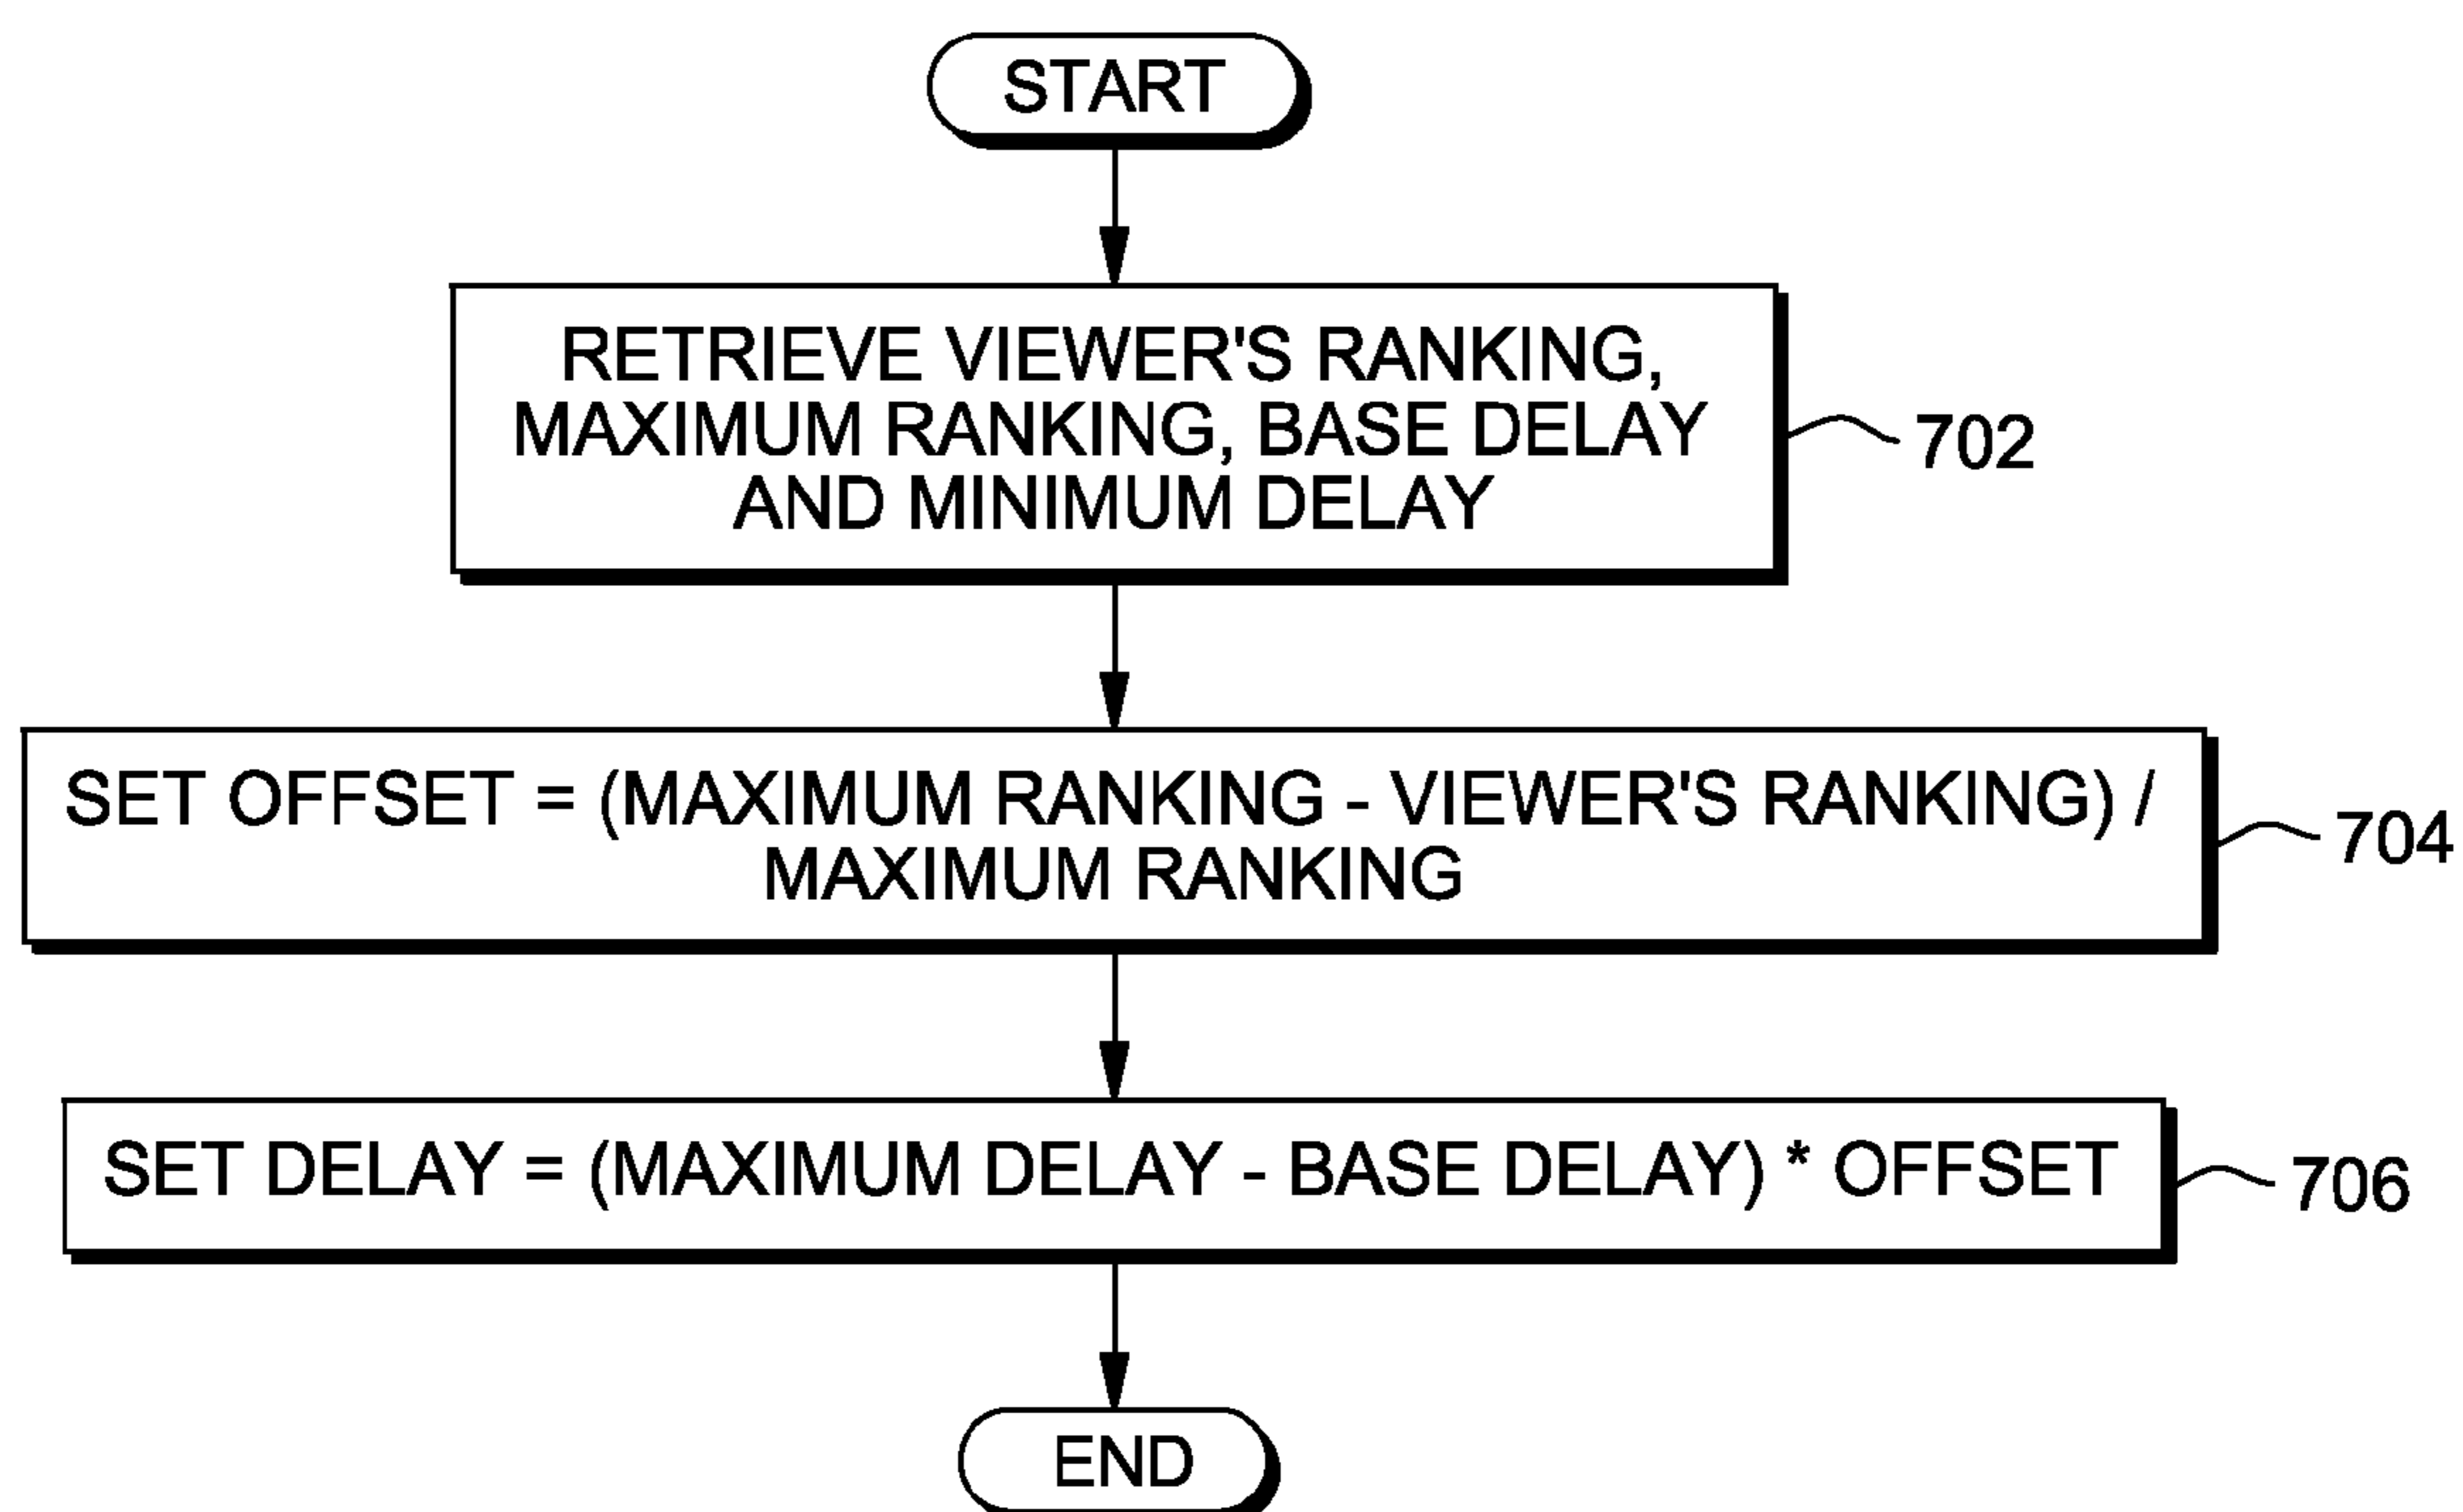 START
RETRIEVE VIEWER'S RANKING,
MAXIMUM RANKING, BASE DELAY
AND MINIMUM DELAY
702
SET OFFSET = (MAXIMUM RANKING - VIEWER'S RANKING) /
MAXIMUM RANKING
704
SET DELAY = (MAXIMUM DELAY - BASE DELAY) * OFFSET
706
END